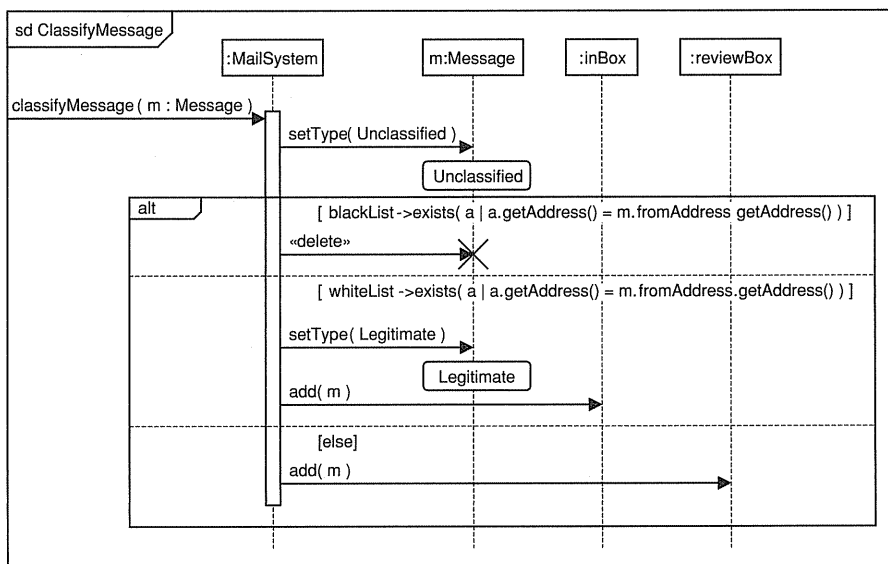 sd ClassifyMessage
:MailSystem
m:Message
:inBox
:reviewBox
classifyMessage ( m : Message )
setType( Unclassified )
Unclassified
alt
[ blackList ->exists( a | a.getAddress() = m.fromAddress getAddress() ) ]
«delete»
[ whiteList ->exists( a | a.getAddress() = m.fromAddress.getAddress() ) ]
setType( Legitimate )
Legitimate
add( m )
[else]
add( m )